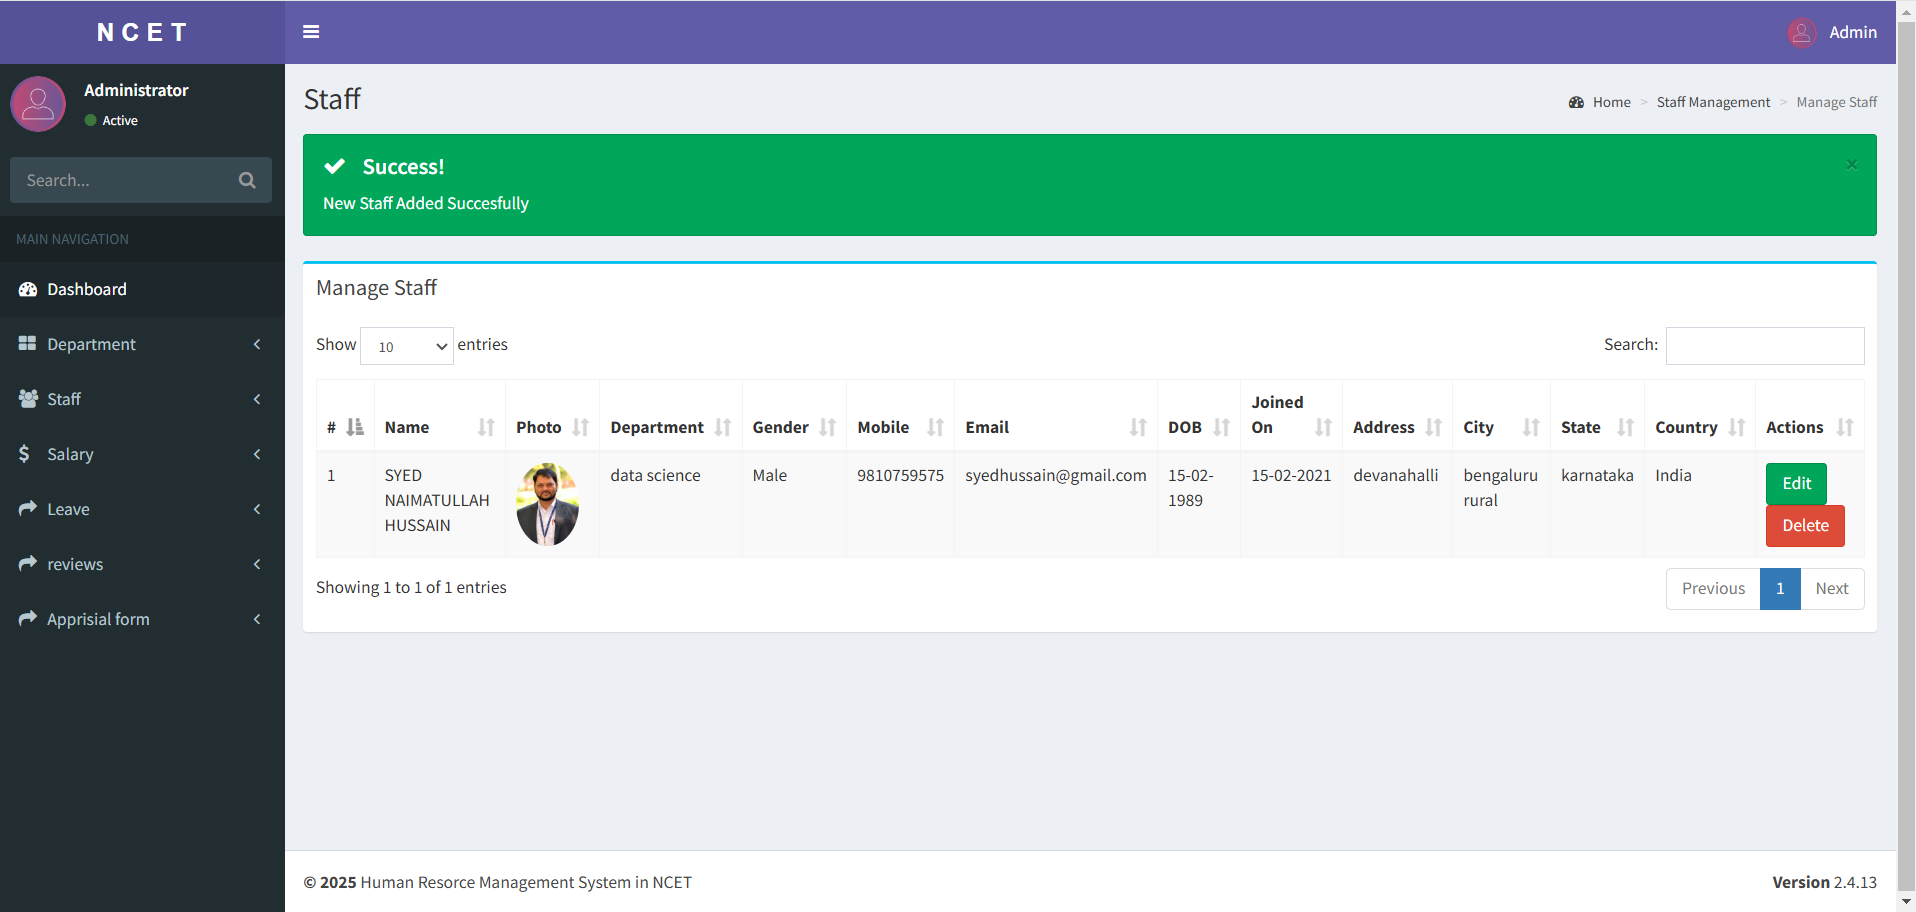 NCET
Admin
Administrator
Active
Search...
MAIN NAVIGATION
Dashboard
Department
Staff
Salary
Leave
reviews
Apprisial form
Staff
Home > Staff Management > Manage Staff
Success!
×
New Staff Added Succesfully
Manage Staff
Show 10 entries
Search:
# Name Photo Department Gender Mobile Email DOB Joined On Address City State Country Actions
1 SYED NAIMATULLAH HUSSAIN data science Male 9810759575 syedhussain@gmail.com 15-02-1989 15-02-2021 devanahalli bengaluru rural karnataka India Edit
Delete
Showing 1 to 1 of 1 entries
Previous 1 Next
© 2025 Human Resorce Management System in NCET
Version 2.4.13